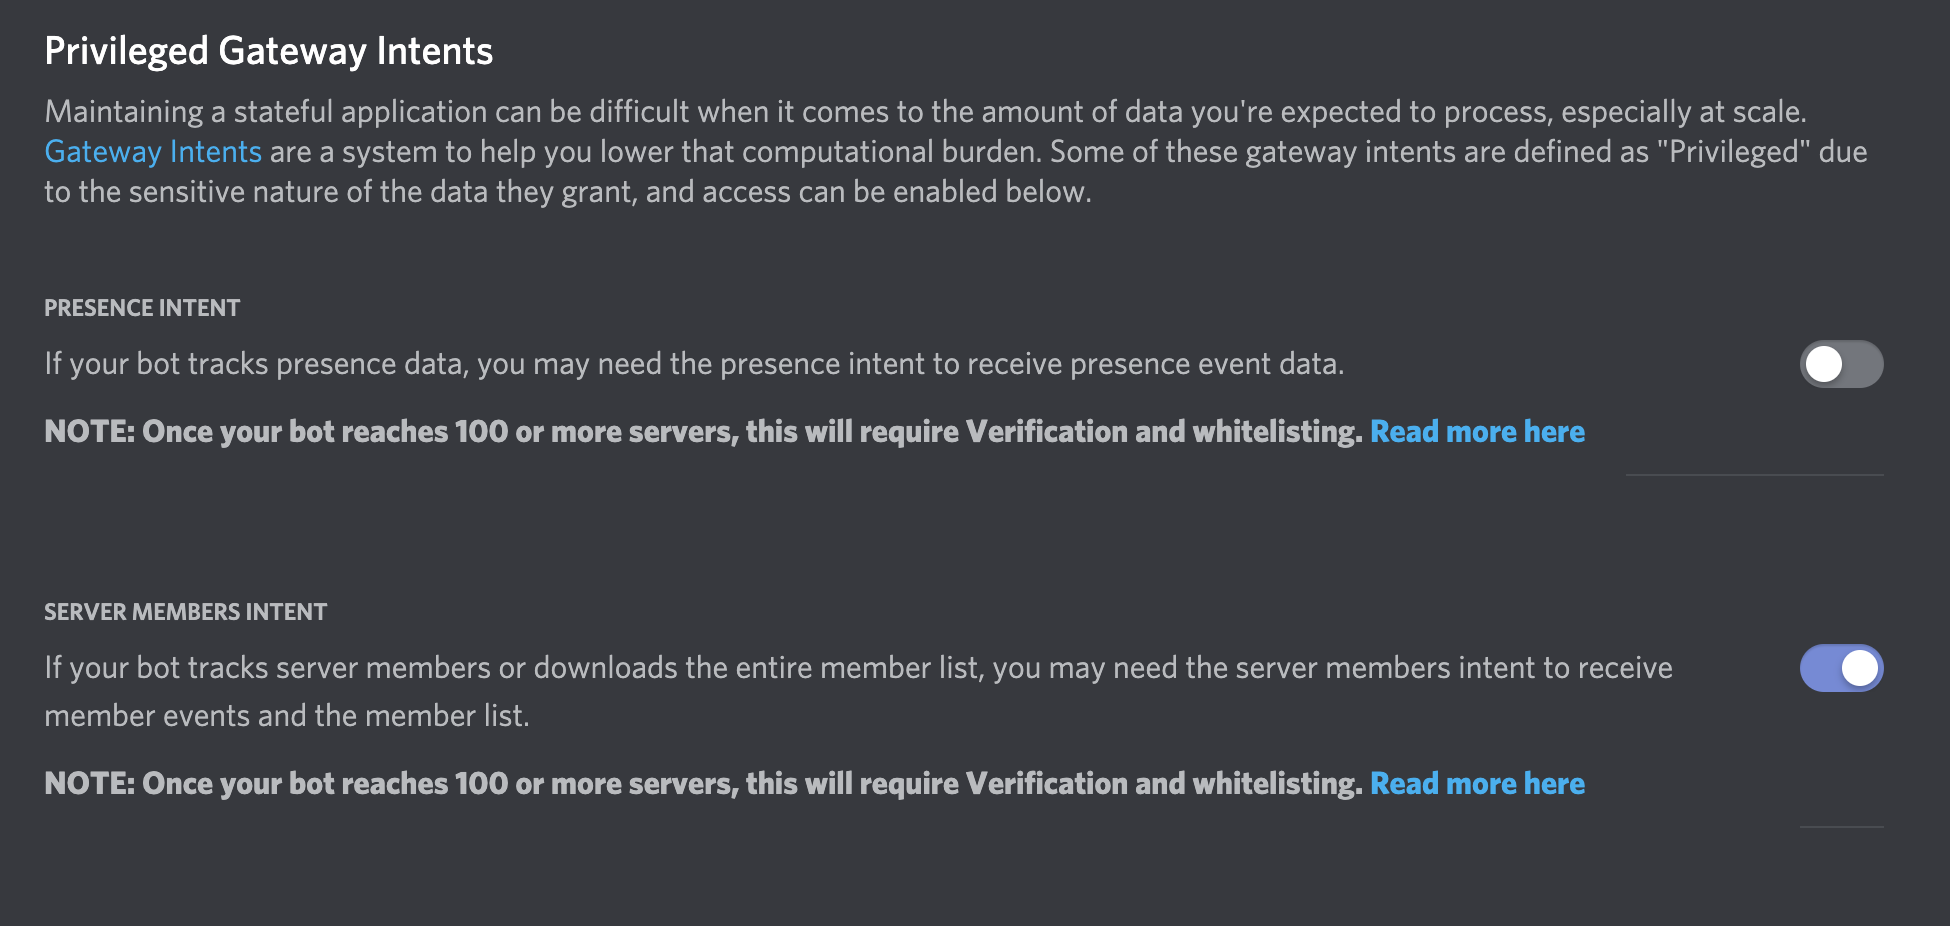 Privileged Gateway Intents
Maintaining a stateful application can be difficult when it comes to the amount of data you're expected to process, especially at scale.
Gateway Intents are a system to help you lower that computational burden. Some of these gateway intents are defined as "Privileged" due
to the sensitive nature of the data they grant, and access can be enabled below.
PRESENCE INTENT
If your bot tracks presence data, you may need the presence intent to receive presence event data.
NOTE: Once your bot reaches 100 or more servers, this will require Verification and whitelisting. Read more here
SERVER MEMBERS INTENT
If your bot tracks server members or downloads the entire member list, you may need the server members intent to receive
member events and the member list.
NOTE: Once your bot reaches 100 or more servers, this will require Verification and whitelisting. Read more here